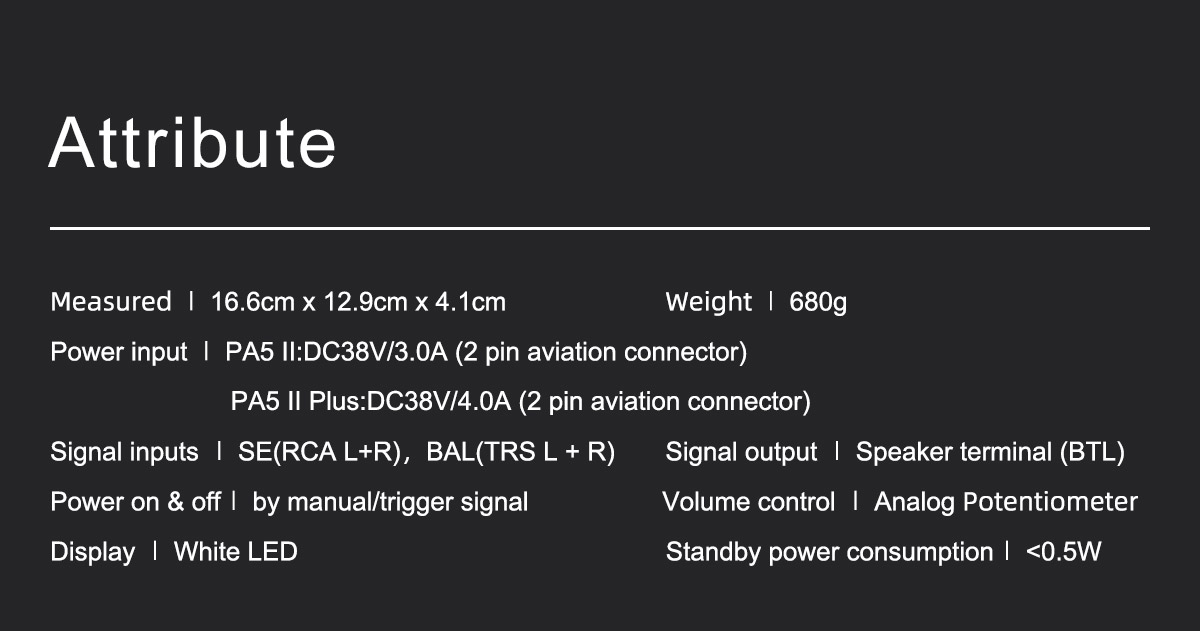 Attribute
Measured | 16.6cm x 12.9cm x 4.1cm Weight | 680g
Power input | PA5 II:DC38V/3.0A (2 pin aviation connector)
PA5 II Plus:DC38V/4.0A (2 pin aviation connector)
Signal inputs | SE(RCA L+R)，BAL(TRS L + R) Signal output | Speaker terminal (BTL)
Power on & off | by manual/trigger signal Volume control | Analog Potentiometer
Display | White LED Standby power consumption | <0.5W